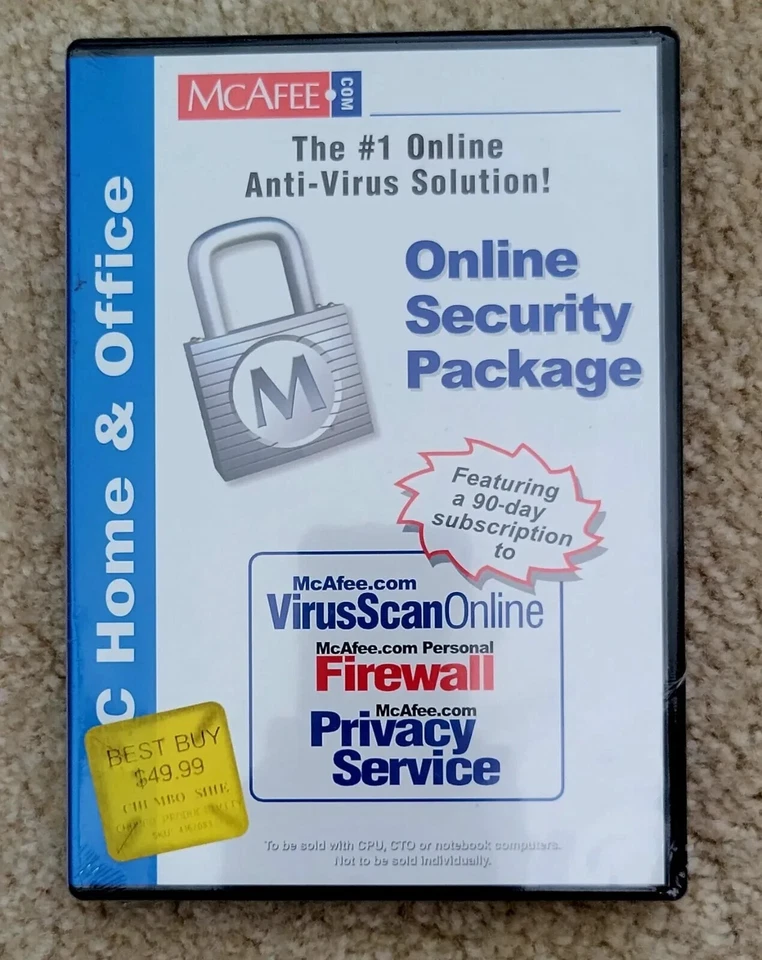 McAFEE.COM
The #1 Online
Anti-Virus Solution!
Online
Security
Package
M
Featuring
a 90-day
subscription
to
McAfee.com
VirusScanOnline
McAfee.com Personal
Firewall
McAfee.com
Privacy
Service
To be sold with CPU, CTO or notebook computers.
Not to be sold individually.
C Home & Office
BEST BUY
$49.99